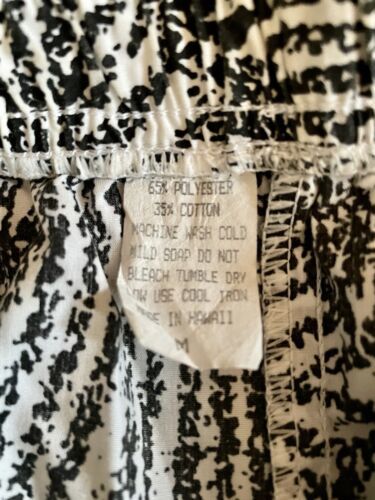 65% POLYESTER
35% COTTON
MACHINE WASH COLD
MILD SOAP DO NOT
BLEACH TUMBLE DRY
LOW USE COOL IRON
MADE IN HAWAII
M